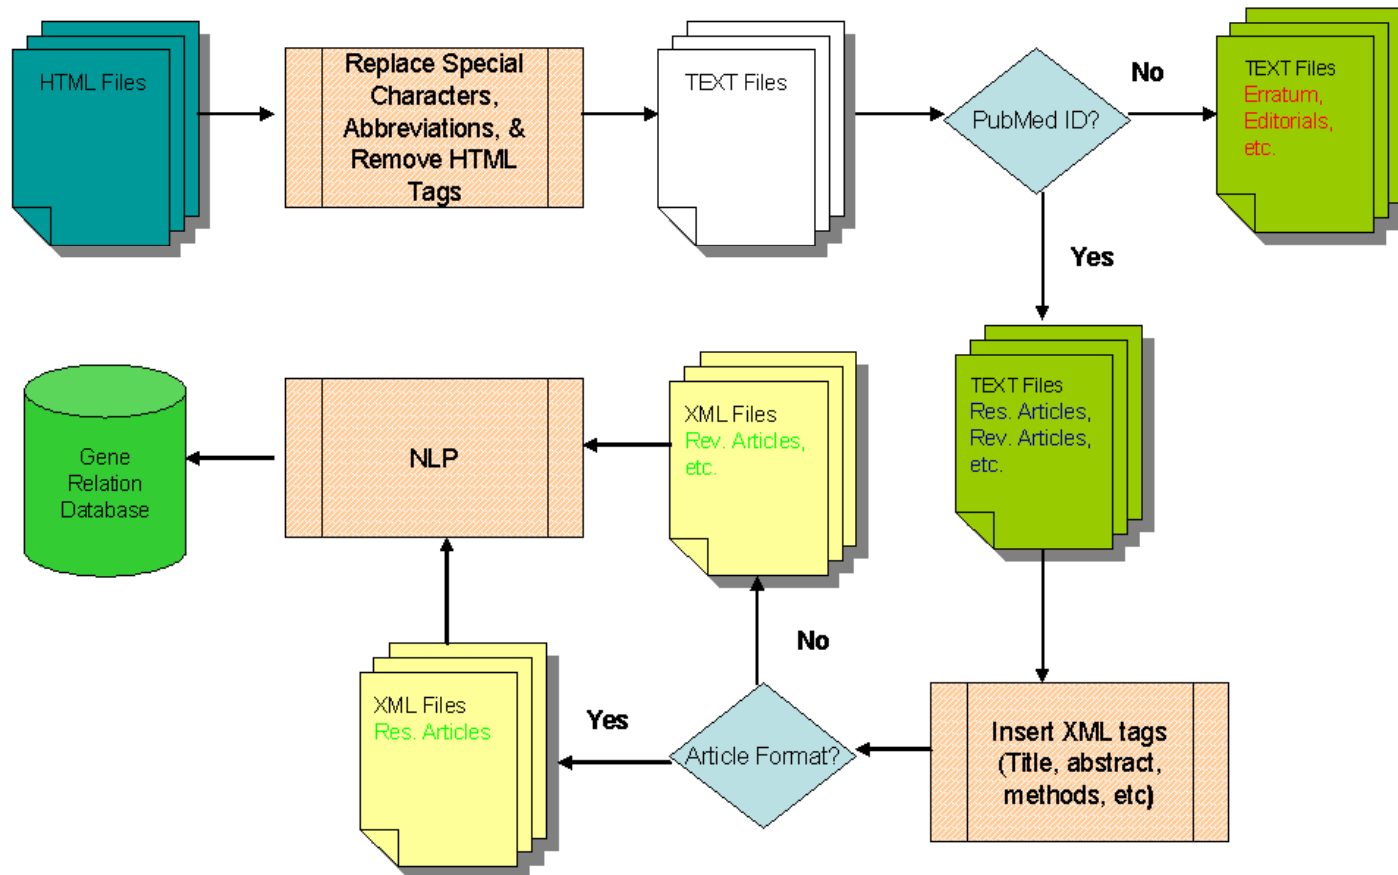 HTML Files
Replace Special
Characters,
Abbreviations, &
Remove HTML
Tags
TEXT Files
PubMed ID?
No
TEXT Files
Erratum,
Editorials,
etc.
Yes
TEXT Files
Res. Articles,
Rev. Articles,
etc.
Insert XML tags
(Title, abstract,
methods, etc)
Article Format?
No
XML Files
Rev. Articles,
etc.
Yes
XML Files
Res. Articles
NLP
Gene
Relation
Database